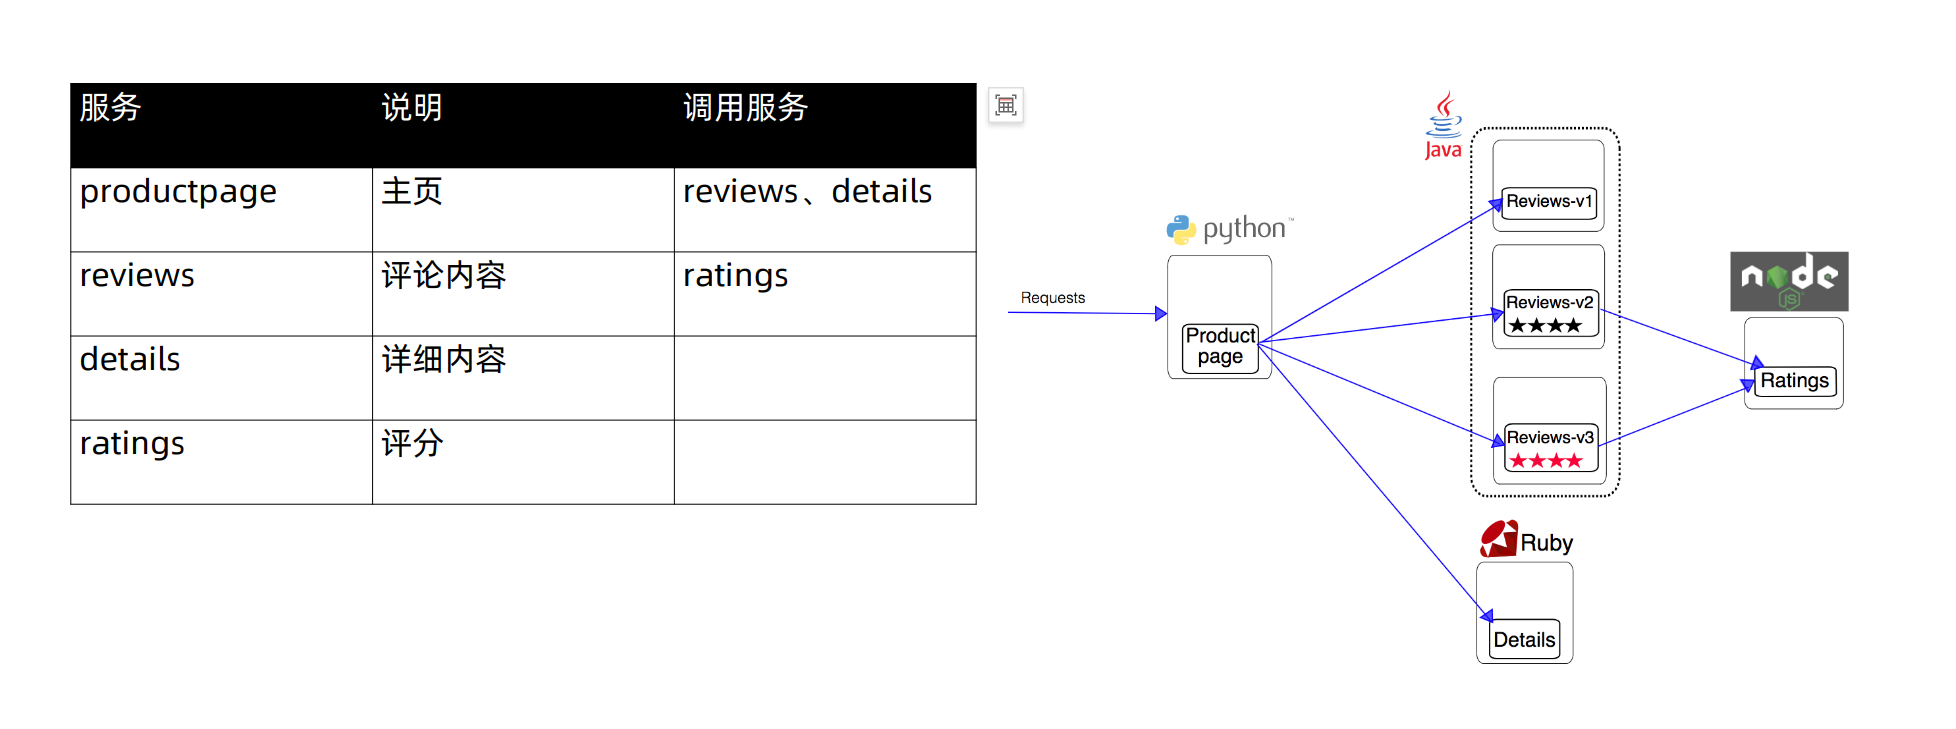 服务 说明 调用服务
productpage 主页 reviews、details
reviews 评论内容 ratings
details 详细内容
ratings 评分
Java
Reviews-v1
python™
node
JS
Requests
Reviews-v2
Product
page
Ratings
Reviews-v3
Ruby
Details